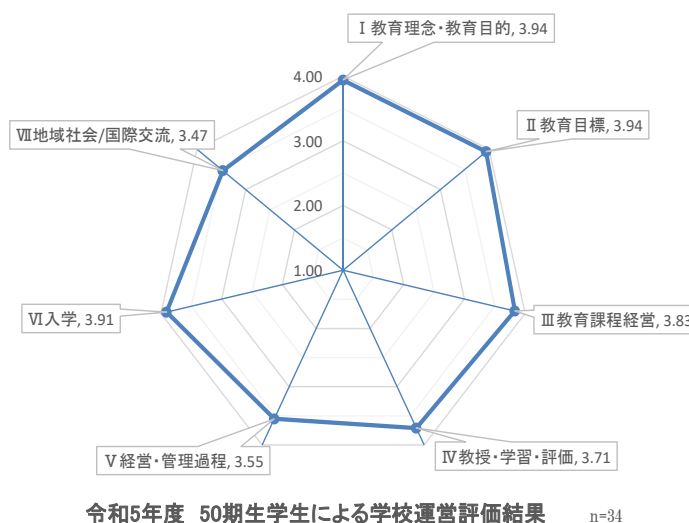 Ⅰ教育理念・教育目的, 3.94
4.00
Ⅱ教育目標, 3.94
Ⅶ地域社会/国際交流, 3.47
3.00
2.00
1.00
Ⅵ入学, 3.91
Ⅲ教育課程経営, 3.83
Ⅴ経営・管理過程, 3.55
Ⅳ教授・学習・評価, 3.71
令和5年度 50期生学生による学校運営評価結果 n=34